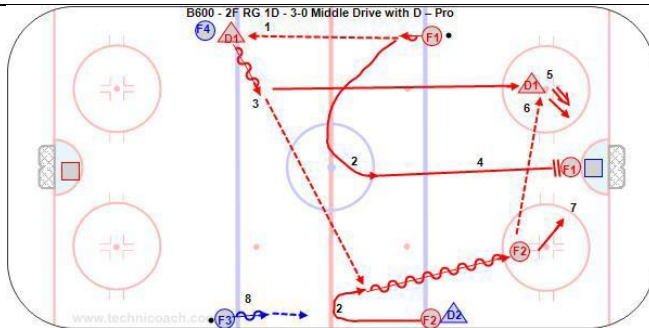 B600 - 2F RG 1D - 3-0 Middle Drive with D – Pro
F4
D1
1
F1
3
D1
5
6
2
4
F1
7
F2
8
2
www.technicoach.com
F3
F2
D2